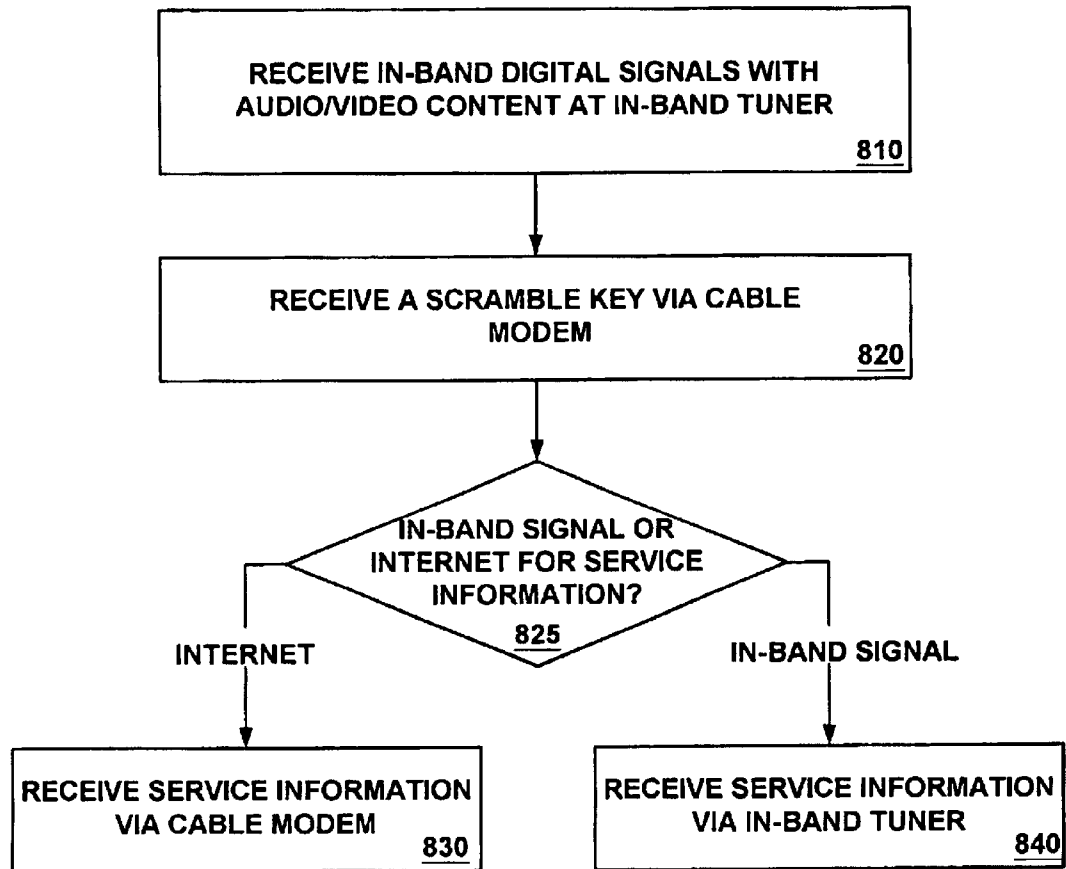 RECEIVE IN-BAND DIGITAL SIGNALS WITH
AUDIO/VIDEO CONTENT AT IN-BAND TUNER
810
RECEIVE A SCRAMBLE KEY VIA CABLE
MODEM
820
IN-BAND SIGNAL OR
INTERNET FOR SERVICE
INFORMATION?
825
INTERNET
IN-BAND SIGNAL
RECEIVE SERVICE INFORMATION
VIA CABLE MODEM
830
RECEIVE SERVICE INFORMATION
VIA IN-BAND TUNER
840